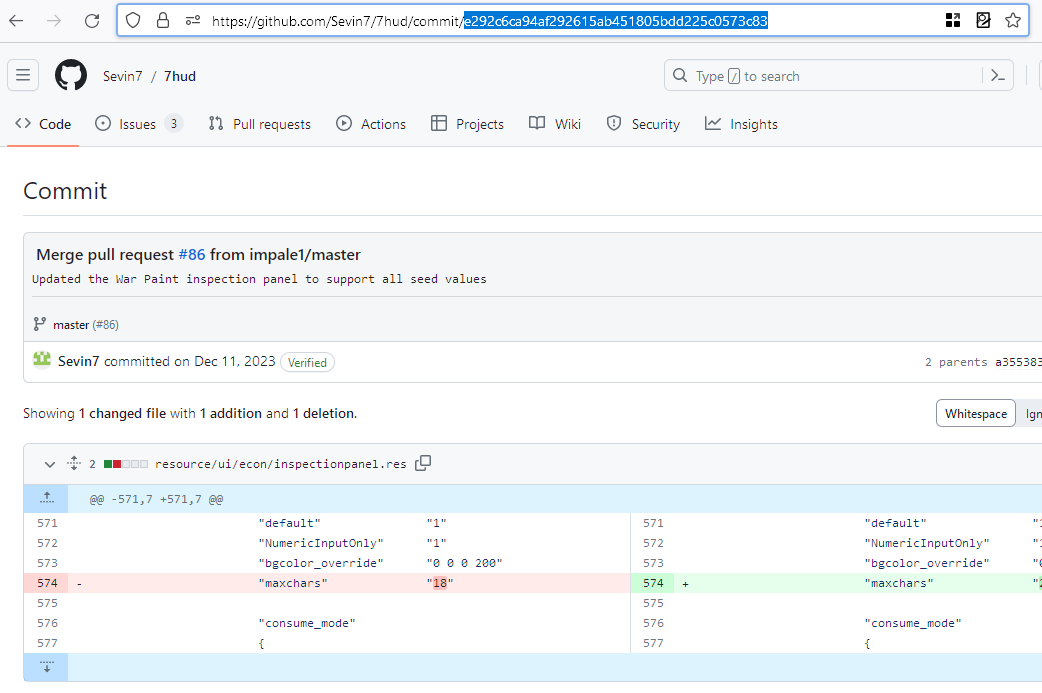 https://github.com/Sevin7/7hud/commit/e292c6ca94af292615ab451805bdd225c0573c83
Sevin7 / 7hud
Type / to search
Code Issues 3 Pull requests Actions Projects Wiki Security Insights
Commit
Merge pull request #86 from impale1/master
Updated the War Paint inspection panel to support all seed values
master (#86)
Sevin7 committed on Dec 11, 2023 Verified
2 parents a355383
Showing 1 changed file with 1 addition and 1 deletion.
Whitespace Ign
2 resource/ui/econ/inspectionpanel.res
@@ -571,7 +571,7 @@
571 "default" "1" 571 "default" "1
572 "NumericInputOnly" "1" 572 "NumericInputOnly" "1
573 "bgcolor_override" "0 0 0 200" 573 "bgcolor_override" "0
574 - "maxchars" "18" 574 + "maxchars" "2
575 575
576 "consume_mode" 576 "consume_mode"
577 { 577 {